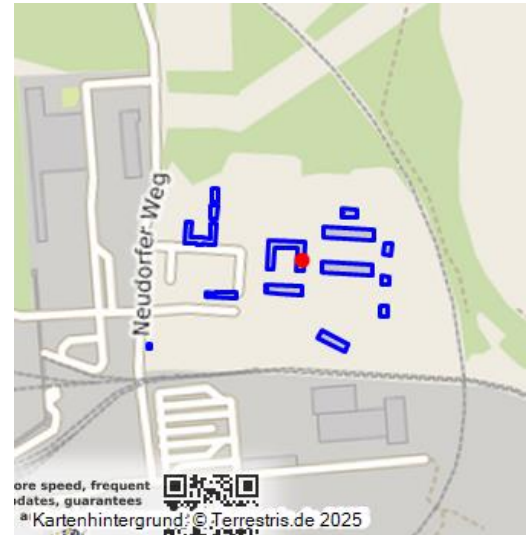 Neudorfer Weg
ore speed, frequent
dates, guarantees
Kartenhintergrund: © Terrestris.de 2025